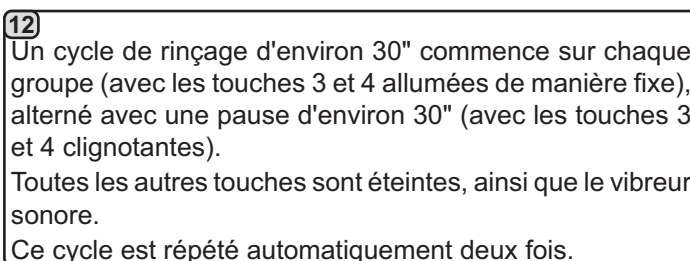 12
Un cycle de rinçage d'environ 30" commence sur chaque
groupe (avec les touches 3 et 4 allumées de manière fixe),
alterné avec une pause d'environ 30" (avec les touches 3
et 4 clignotantes).
Toutes les autres touches sont éteintes, ainsi que le vibreur
sonore.
Ce cycle est répété automatiquement deux fois.